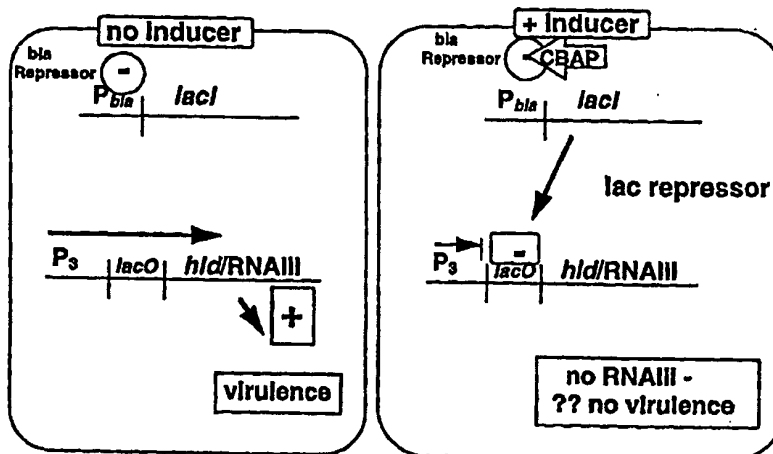 no Inducer
bla
Repressor
-
Pbla
lacI
P3
lacO
hld/RNAIII
+
virulence
+ Inducer
bla
Repressor
-
CBAP
Pbla
lacI
lac repressor
-
P3
lacO
hld/RNAIII
no RNAIII -
?? no virulence